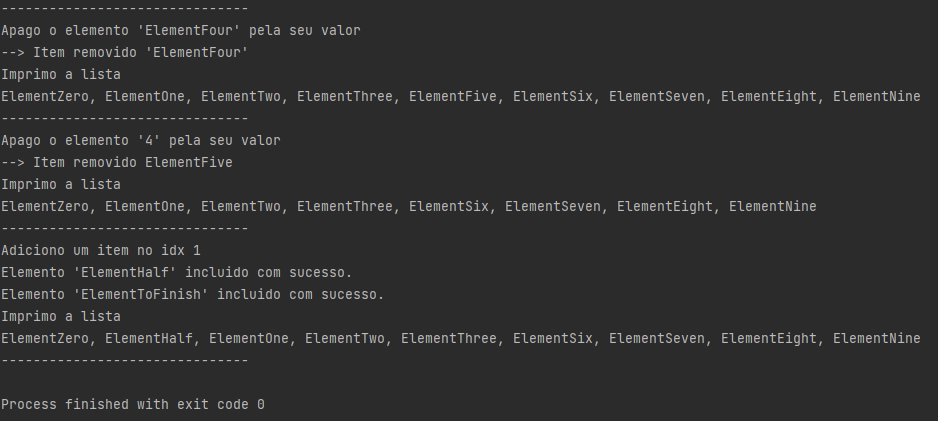 -------------------------------
Apago o elemento 'ElementFour' pela seu valor
--> Item removido 'ElementFour'
Imprimo a lista
ElementZero, ElementOne, ElementTwo, ElementThree, ElementFive, ElementSix, ElementSeven, ElementEight, ElementNine
-------------------------------
Apago o elemento '4' pela seu valor
--> Item removido ElementFive
Imprimo a lista
ElementZero, ElementOne, ElementTwo, ElementThree, ElementSix, ElementSeven, ElementEight, ElementNine
-------------------------------
Adiciono um item no idx 1
Elemento 'ElementHalf' incluido com sucesso.
Elemento 'ElementToFinish' incluido com sucesso.
Imprimo a lista
ElementZero, ElementHalf, ElementOne, ElementTwo, ElementThree, ElementSix, ElementSeven, ElementEight, ElementNine
-------------------------------
Process finished with exit code 0